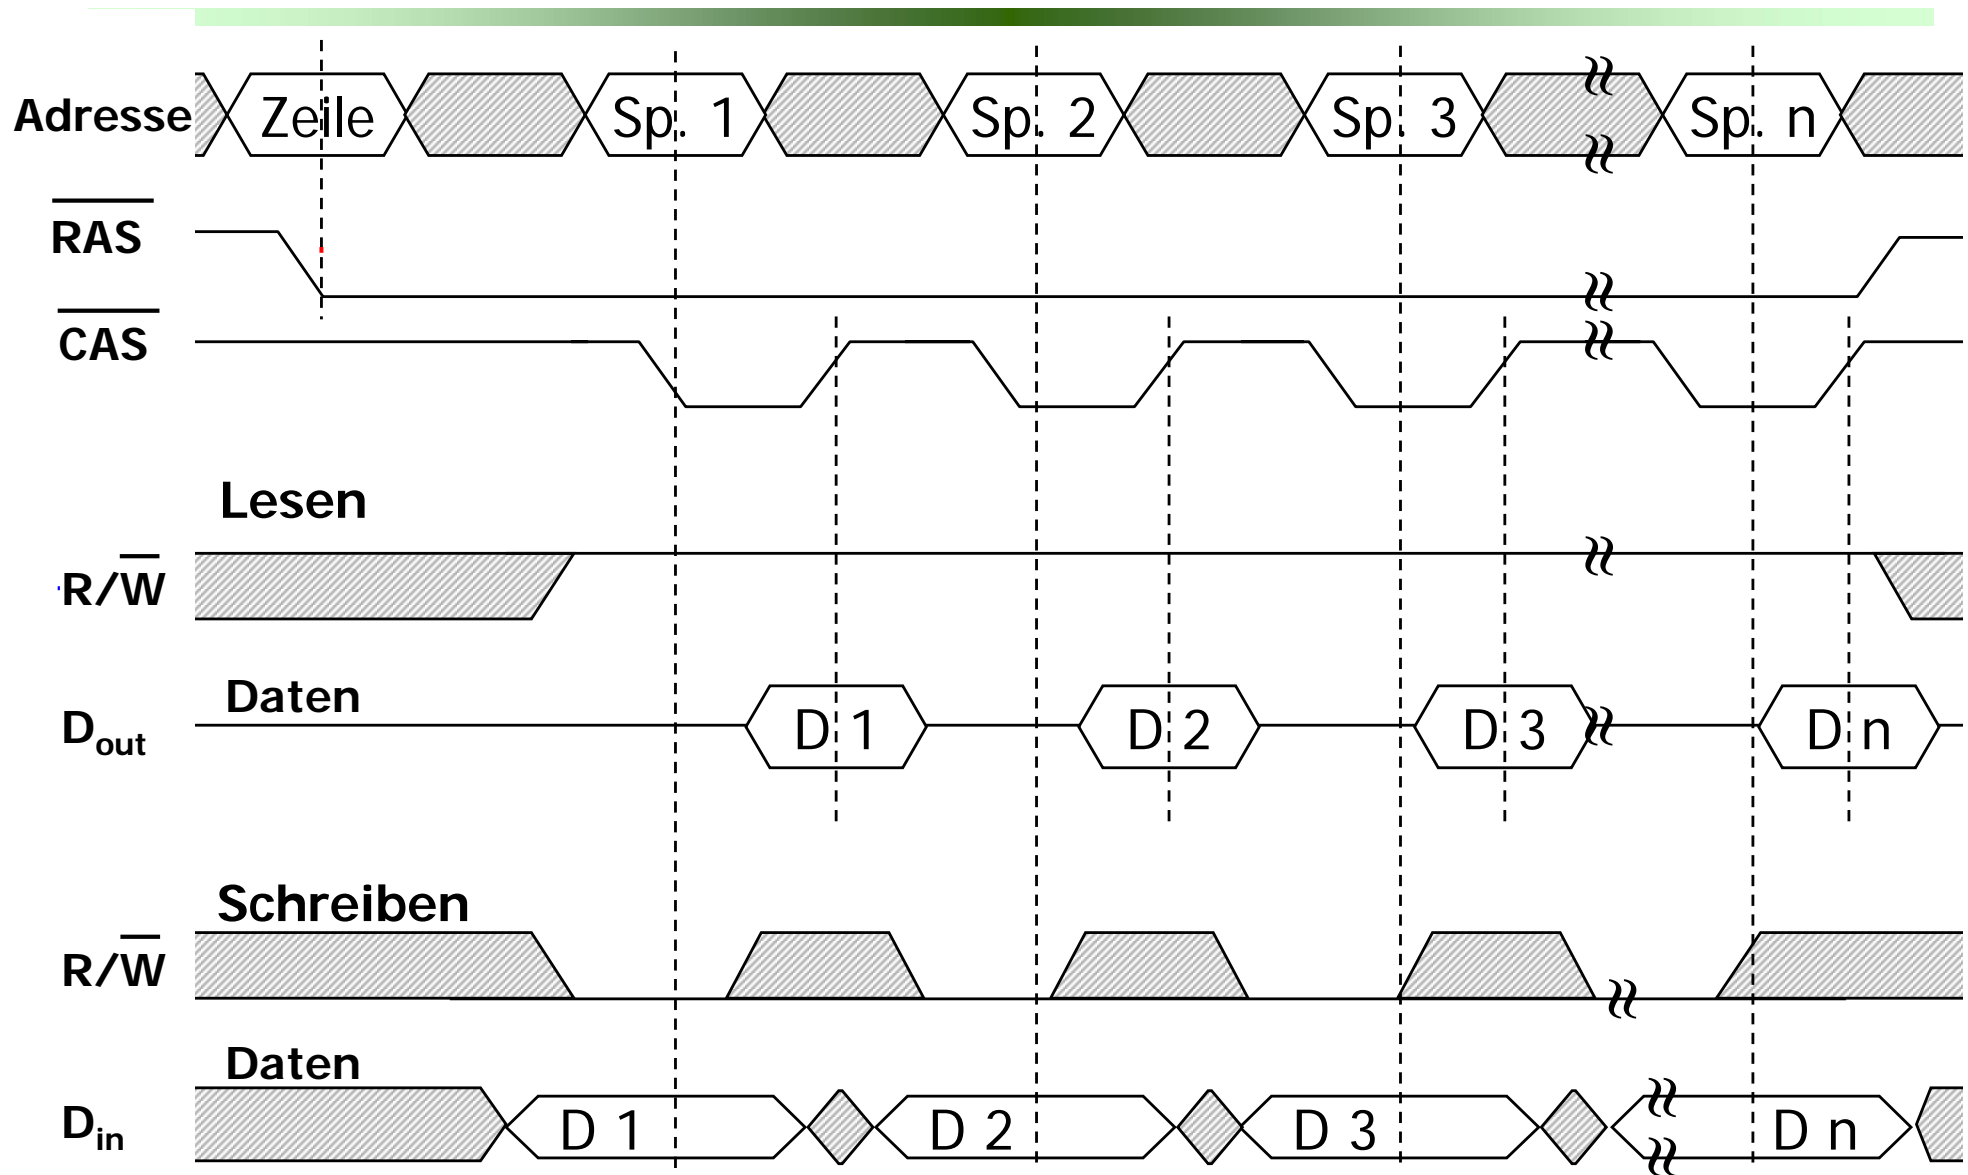 Adresse Zeile Sp. 1 Sp. 2 Sp. 3 Sp. n
RAS
CAS
Lesen
R/W
Daten
Dout D 1 D 2 D 3 D n
Schreiben
R/W
Daten
Din D 1 D 2 D 3 D n